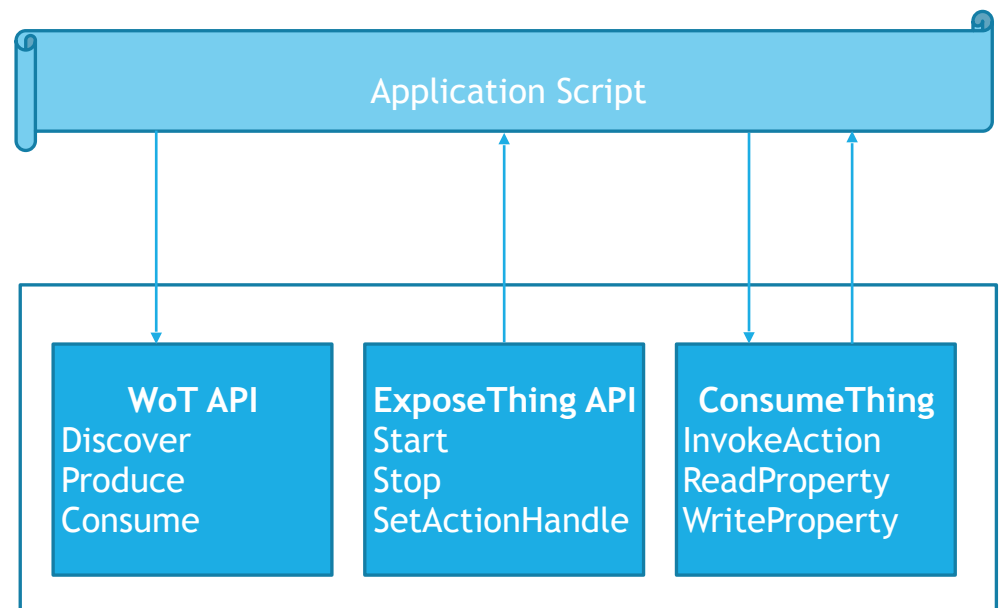 Application Script
WoT API
Discover
Produce
Consume
ExposeThing API
Start
Stop
SetActionHandle
ConsumeThing
InvokeAction
ReadProperty
WriteProperty